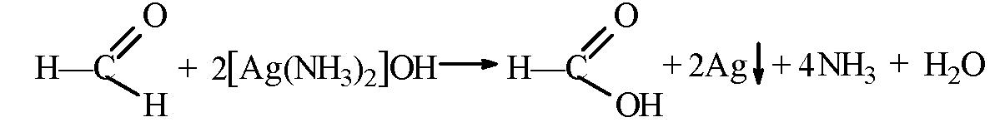 O O
H—C + 2[Ag(NH₃)₂]OH → H—C + 2Ag↓ + 4NH₃ + H₂O
H OH